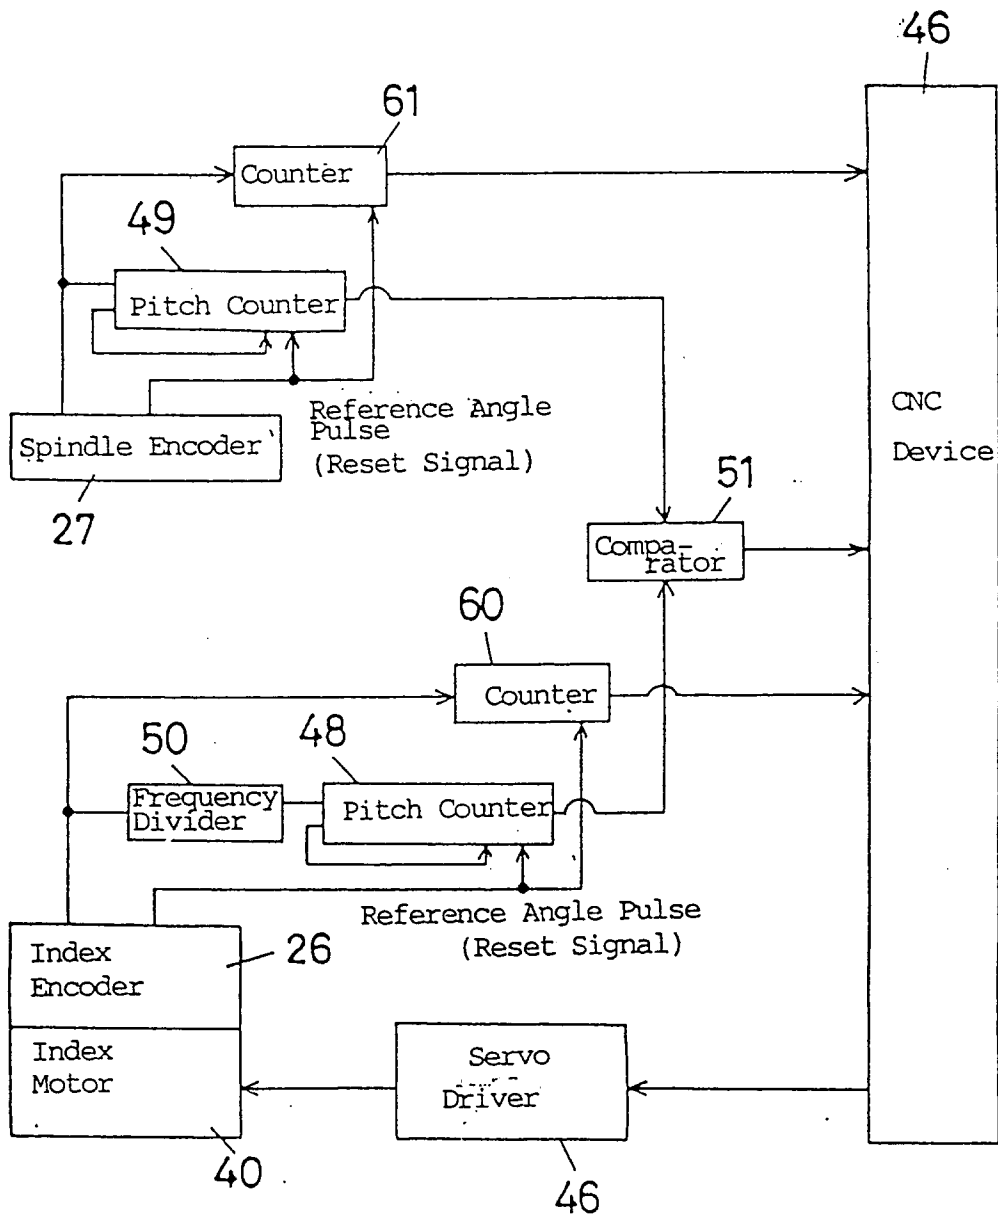 46
61
Counter
49
Pitch Counter
Reference Angle
Pulse
(Reset Signal)
Spindle Encoder
27
CNC
Device
51
Compa-
rator
60
Counter
50
48
Frequency
Divider
Pitch Counter
Reference Angle Pulse
(Reset Signal)
Index
Encoder
26
Index
Motor
Servo
Driver
40
46